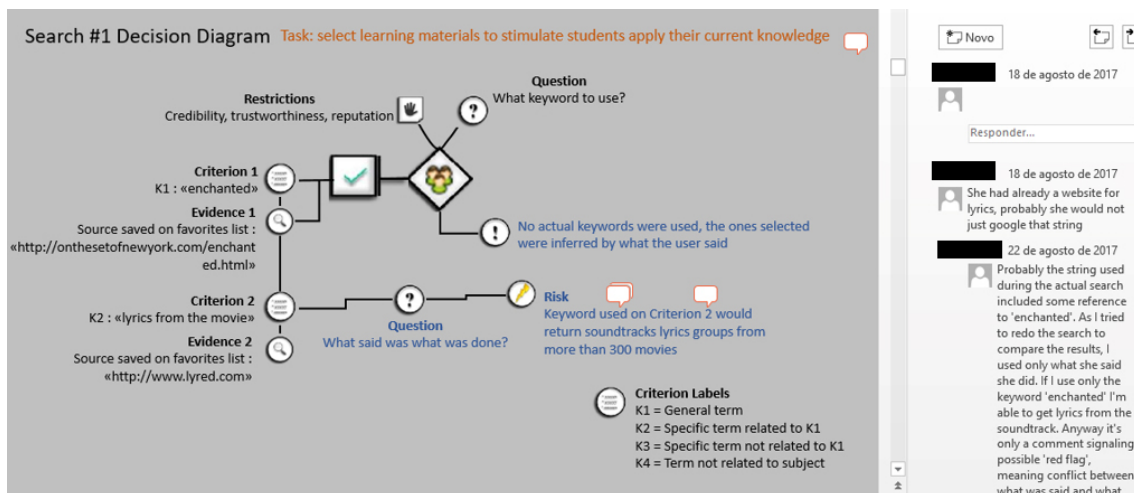 Search #1 Decision Diagram
Task: select learning materials to stimulate students apply their current knowledge
Question
What keyword to use?
Restrictions
Credibility, trustworthiness, reputation
Criterion 1
K1 : «enchanted»
Evidence 1
Source saved on favorites list :
«http://onthesetofnewyork.com/enchant
ed.html»
No actual keywords were used, the ones selected
were inferred by what the user said
Criterion 2
K2 : «lyrics from the movie»
Evidence 2
Source saved on favorites list :
«http://www.lyred.com»
Question
What said was what was done?
Risk
Keyword used on Criterion 2 would
return soundtracks lyrics groups from
more than 300 movies
Criterion Labels
K1 = General term
K2 = Specific term related to K1
K3 = Specific term not related to K1
K4 = Term not related to subject
Novo
18 de agosto de 2017
Responder...
18 de agosto de 2017
She had already a website for
lyrics, probably she would not
just google that string
22 de agosto de 2017
Probably the string used
during the actual search
included some reference
to 'enchanted'. As I tried
to redo the search to
compare the results, I
used only what she said
she did. If I use only the
keyword 'enchanted' I'm
able to get lyrics from the
soundtrack. Anyway it's
only a comment signaling
possible 'red flag',
meaning conflict between
what was said and what